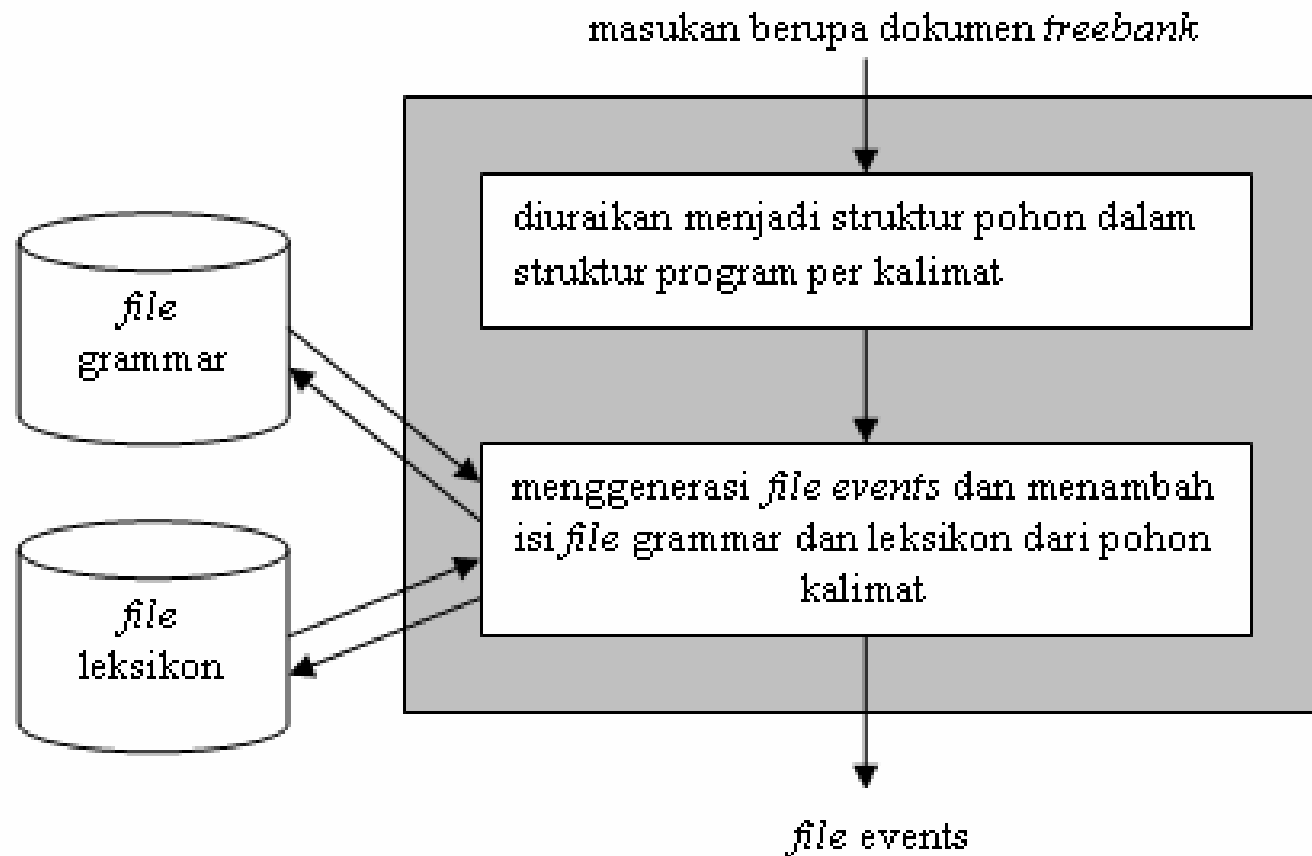 masukan berupa dokumen treebank
diuraikan menjadi struktur pohon dalam
struktur program per kalimat
file
grammar
menggenerasi file events dan menambah
isi file grammar dan leksikon dari pohon
kalimat
file
leksikon
file events